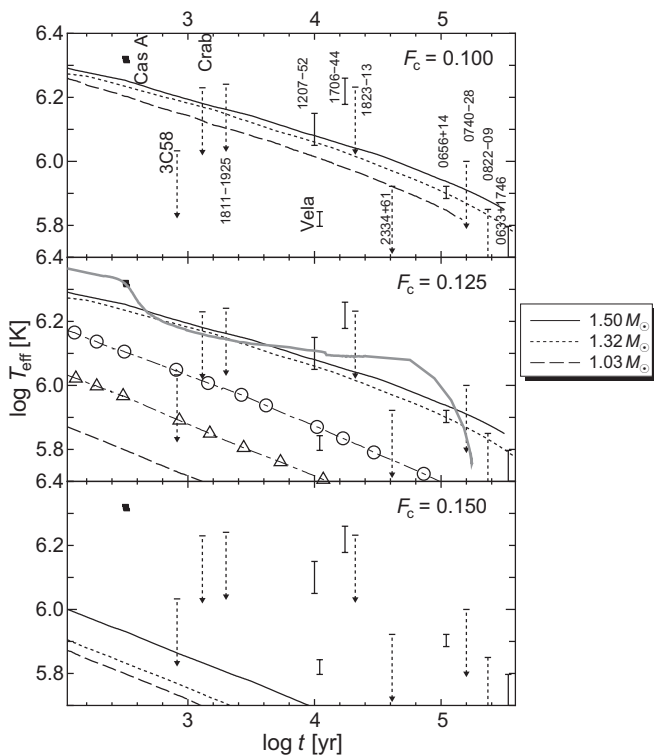 3 4 5
6.4
6.2
6.0
5.8
6.4
F_c = 0.100
Cas A
Crab
3C58
1811−1925
1207−52
1706−44
1823−13
Vela
2334+61
0656+14
0740−28
0822−09
0633+1746
log T_eff [K]
6.2
6.0
5.8
6.4
F_c = 0.125
1.50 M⊙
1.32 M⊙
1.03 M⊙
6.2
6.0
5.8
F_c = 0.150
3 4 5
log t [yr]